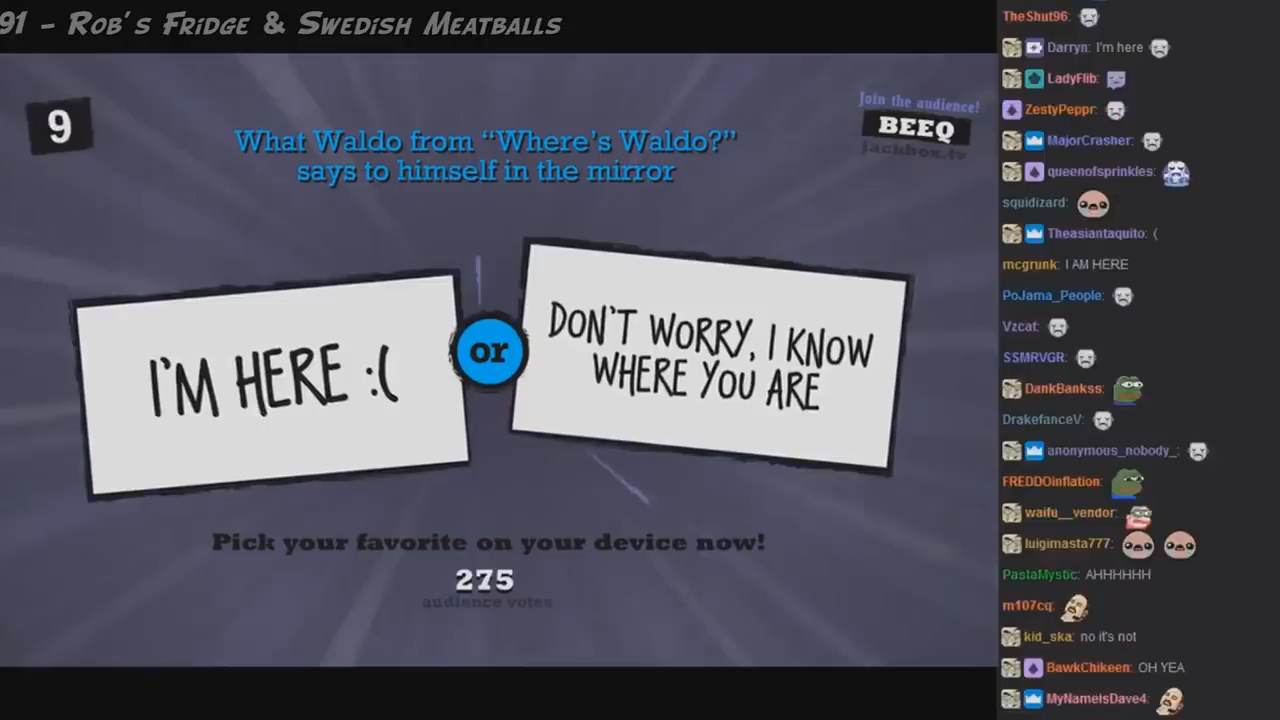 91 - Rob's Fridge & Swedish Meatballs
9
What Waldo from “Where's Waldo?”
says to himself in the mirror
Join the audience!
BEEQ
jackbox.tv
I'M HERE :(
or
DON'T WORRY, I KNOW
WHERE YOU ARE
Pick your favorite on your device now!
275
audience votes
TheShut96:
Darryn: I'm here
LadyFlib:
ZestyPeppr:
MajorCrasher:
queenofsprinkles:
squidizard:
Theasiantaquito: (
mcgrunk: I AM HERE
PoJama_People:
Vzcat:
SSMRVGR:
DankBankss:
DrakefanceV:
anonymous_nobody_:
FREDDOinflation:
waifu__vendor:
luigimasta777:
PastaMystic: AHHHHHH
m107cq:
kid_ska: no it's not
BawkChikeen: OH YEA
MyNameIsDave4: